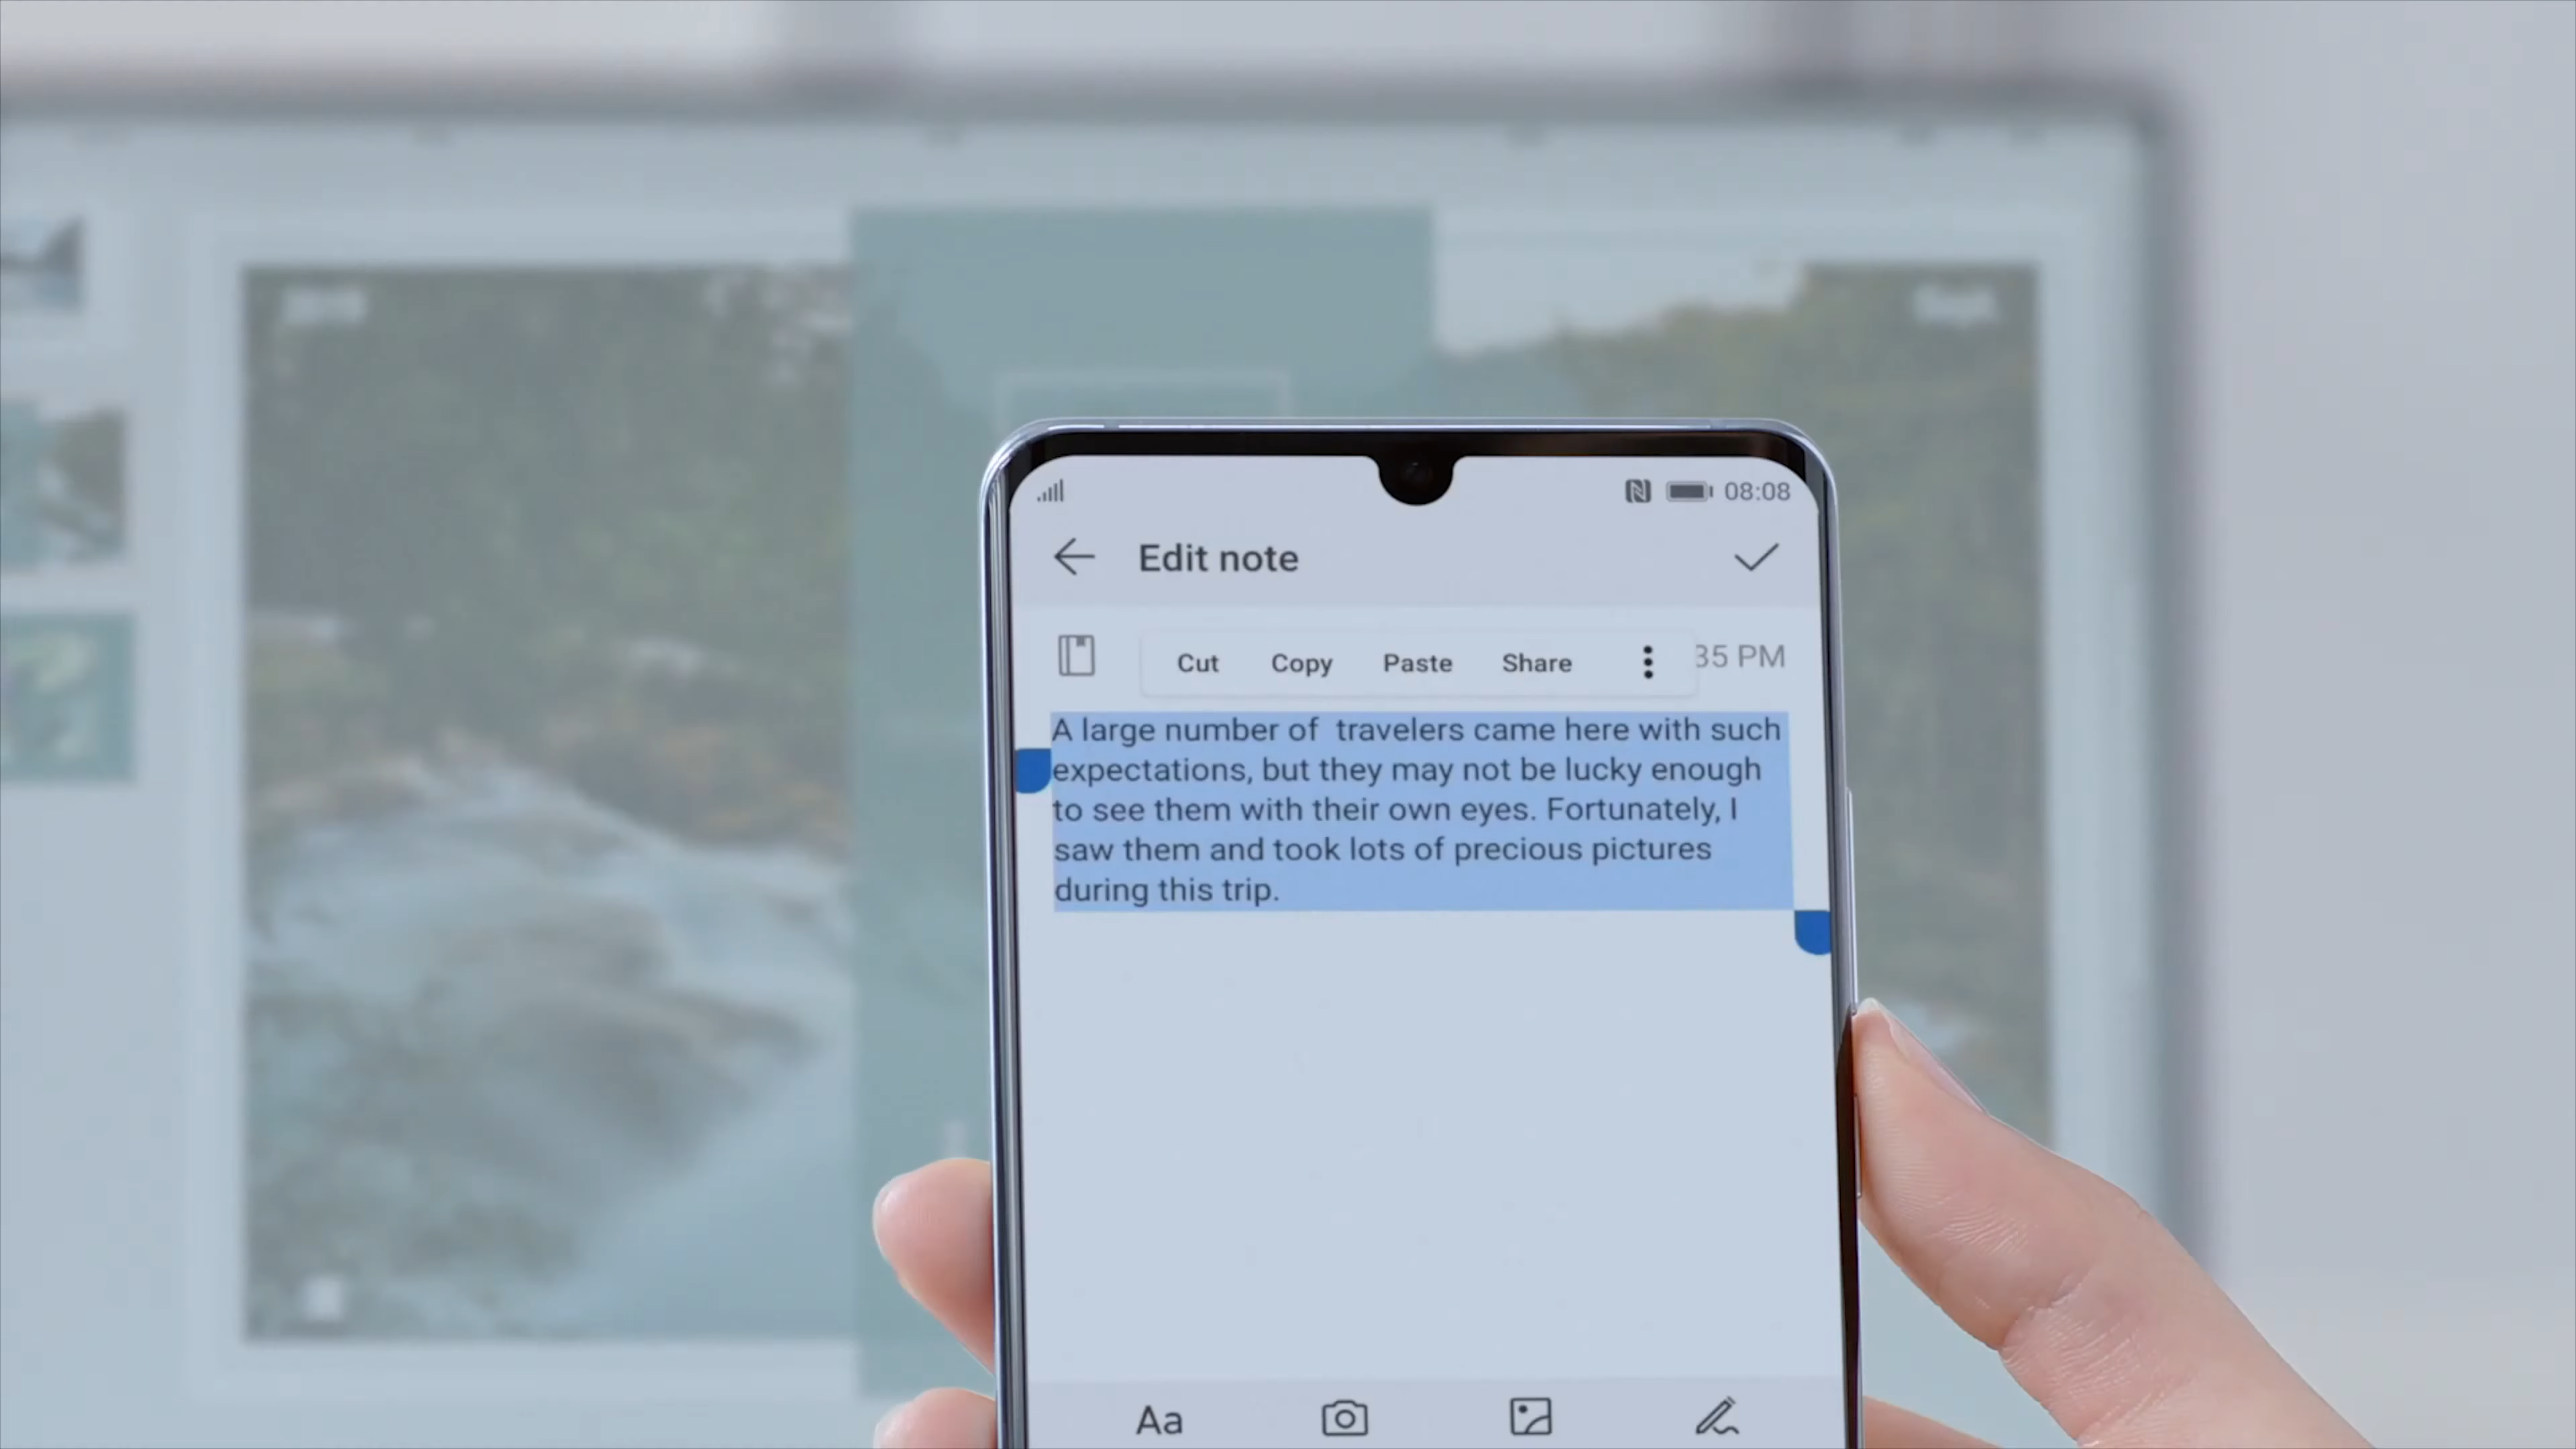 08:08
Edit note
Cut Copy Paste Share 35 PM
A large number of  travelers came here with such
expectations, but they may not be lucky enough
to see them with their own eyes. Fortunately, I
saw them and took lots of precious pictures
during this trip.
Aa